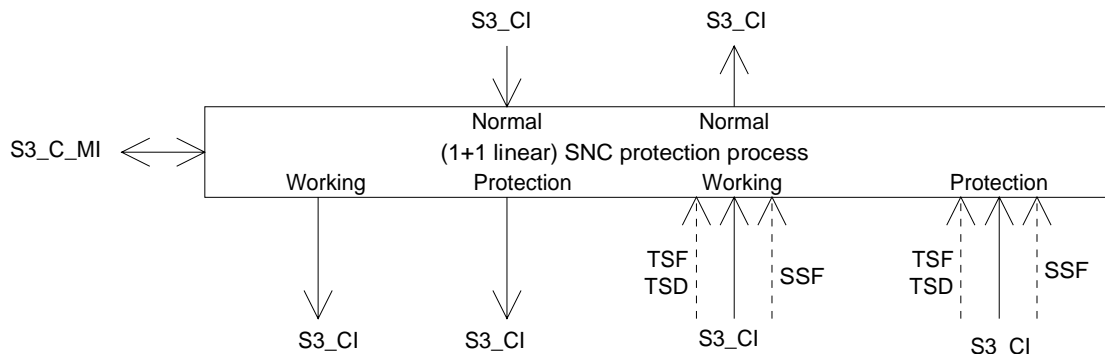 S3_CI S3_CI
Normal Normal
S3_C_MI
(1+1 linear) SNC protection process
Working Protection Working Protection
TSF TSF
SSF SSF
TSD TSD
S3_CI S3_CI S3_CI S3_CI